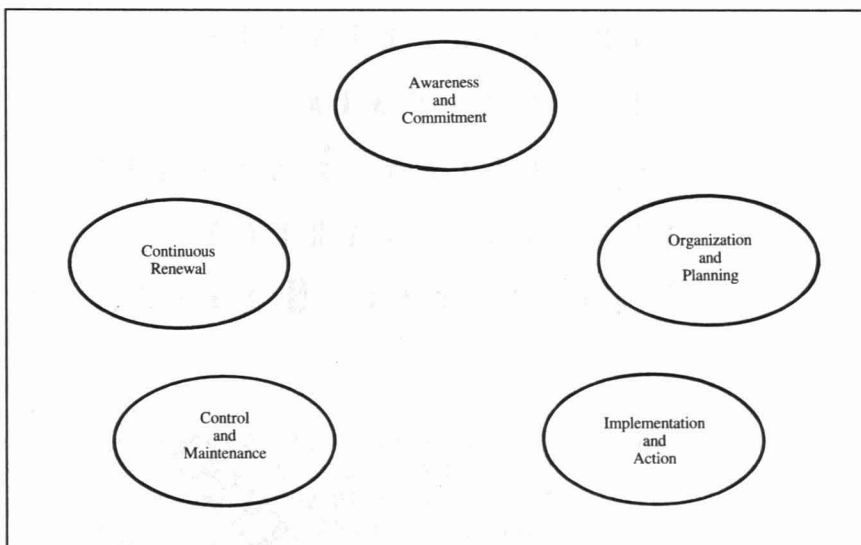 Awareness
and
Commitment
Continuous
Renewal
Organization
and
Planning
Control
and
Maintenance
Implementation
and
Action